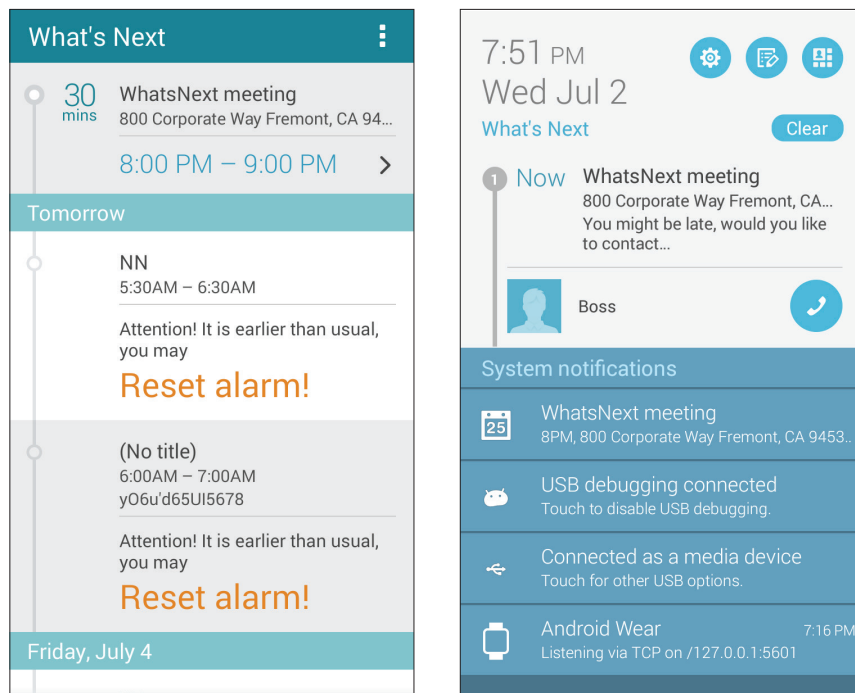 What's Next
30
mins
WhatsNext meeting
800 Corporate Way Fremont, CA 94...
8:00 PM – 9:00 PM
Tomorrow
NN
5:30AM – 6:30AM
Attention! It is earlier than usual,
you may
Reset alarm!
(No title)
6:00AM – 7:00AM
yO6u'd65UI5678
Attention! It is earlier than usual,
you may
Reset alarm!
Friday, July 4
7:51 PM
Wed Jul 2
What's Next
Clear
1
Now
WhatsNext meeting
800 Corporate Way Fremont, CA...
You might be late, would you like
to contact...
Boss
System notifications
25
WhatsNext meeting
8PM, 800 Corporate Way Fremont, CA 9453..
USB debugging connected
Touch to disable USB debugging.
Connected as a media device
Touch for other USB options.
Android Wear 7:16 PM
Listening via TCP on /127.0.0.1:5601